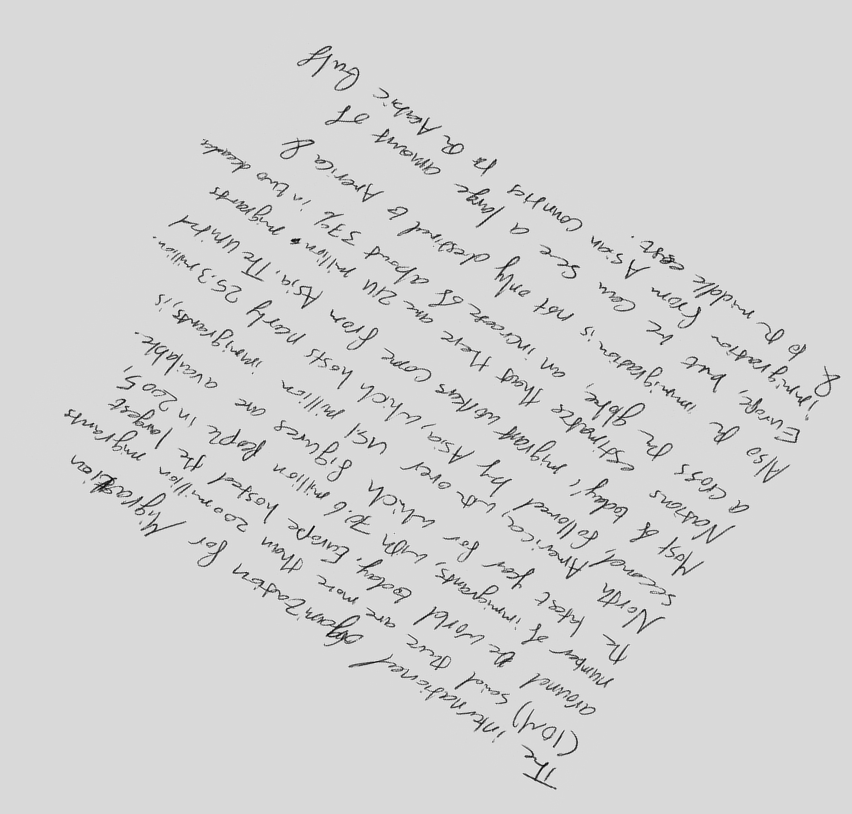 The international organization for Migration
(IOM) said there are more than 200 million migrants
around the world today. Europe hosted the largest
number of immigrants, with 70.6 million people in 2005,
the latest year for which figures are available.
North America, with over 45.1 million immigrants, is
second, followed by Asia, which hosts nearly 25.3 million.
Most of today's migrant workers come from Asia. The United
Nations estimates that there are 214 million migrants
across the globe, an increase of about 37% in two decades
Also the immigration is not only desired to America &
Europe, but we can see a large amount of
immigration from Asian countries to the Arabic Gulf
& to the middle east.